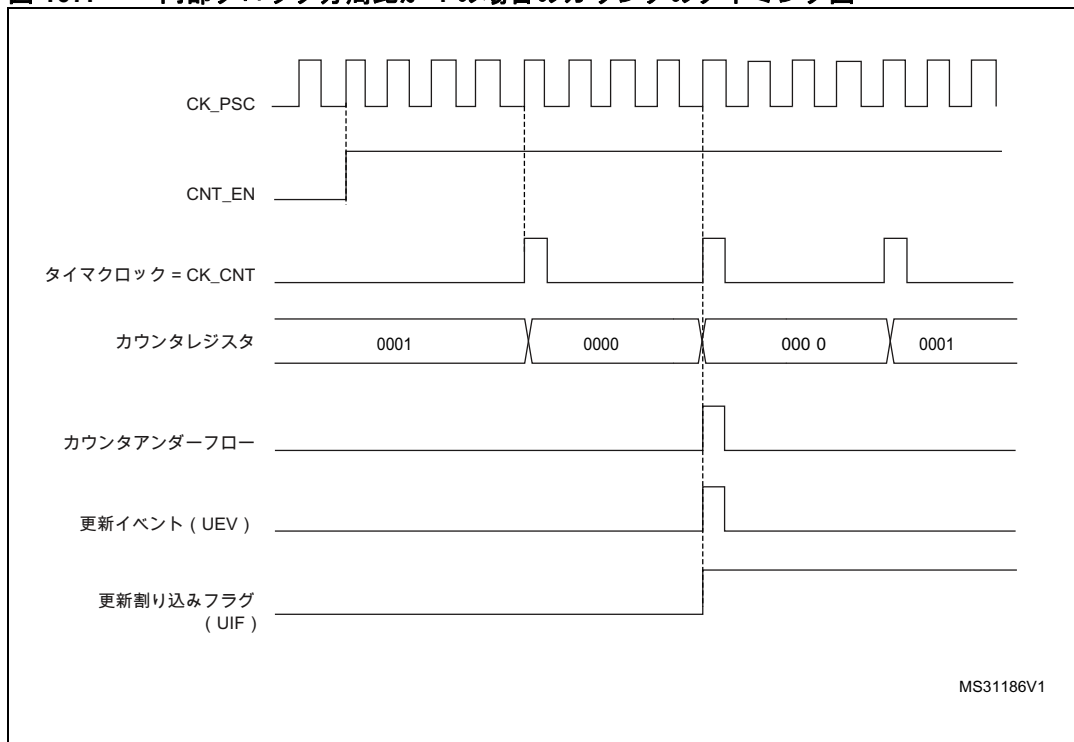 CK_PSC
CNT_EN
タイマクロック = CK_CNT
カウンタレジスタ
0001
0000
000 0
0001
カウンタアンダーフロー
更新イベント ( UEV )
更新割り込みフラグ
( UIF )
MS31186V1